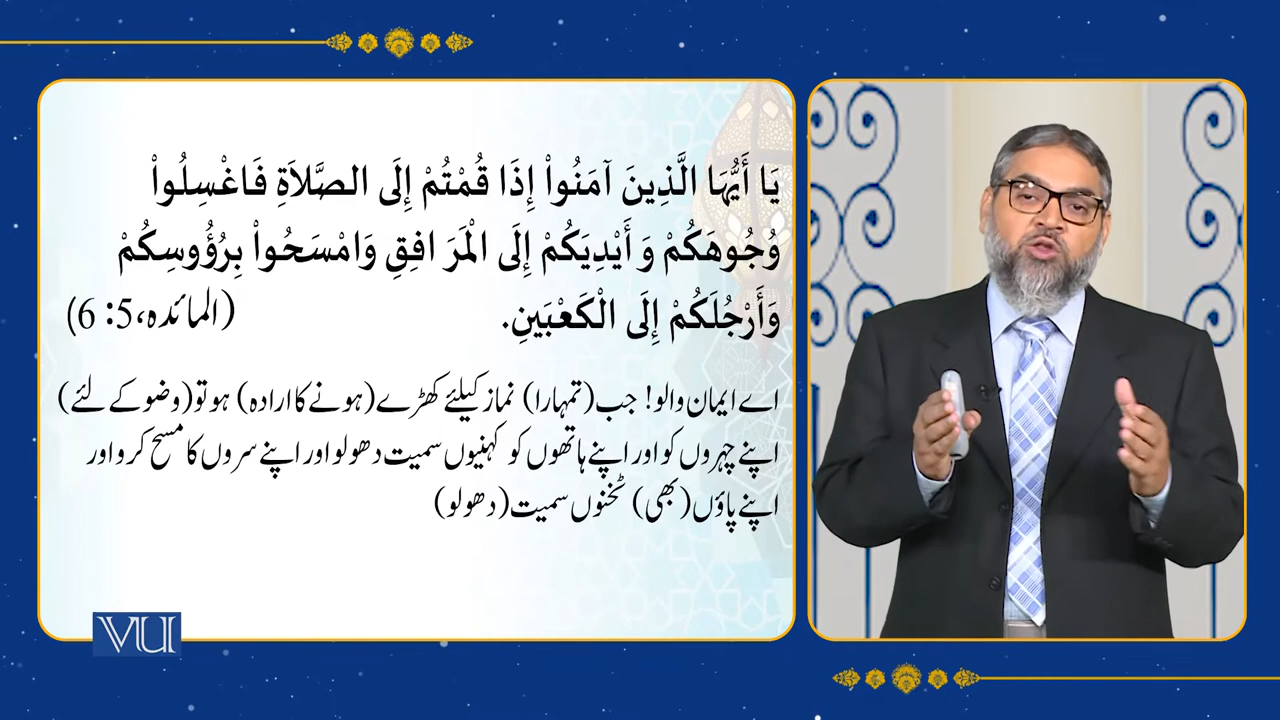 يَا أَيُّهَا الَّذِينَ آمَنُواْ إِذَا قُمْتُمْ إِلَى الصَّلاَةِ فَاغْسِلُواْ
وُجُوهَكُمْ وَ أَيْدِيَكُمْ إِلَى الْمَرَ افِقِ وَامْسَحُواْ بِرُؤُوسِكُمْ
وَأَرْجُلَكُمْ إِلَى الْكَعْبَينِ. (المائدہ،5: 6)
اے ایمان والو! جب (تمہارا) نماز کیلئے کھڑے (ہونے کا ارادہ) ہو تو (وضو کے لئے)
اپنے چہروں کو اور اپنے ہاتھوں کو کہنیوں سمیت دھو لو اور اپنے سروں کا مسح کرو اور
اپنے پاؤں (بھی) ٹخنوں سمیت (دھو لو)
VU